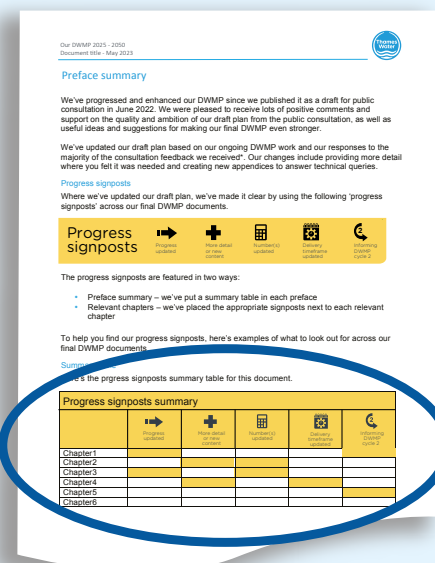 Our DWMP 2025 - 2050
Document title - May 2023
Thames
Water
Preface summary
We've progressed and enhanced our DWMP since we published it as a draft for public
consultation in June 2022. We were pleased to receive lots of positive comments and
support on the quality and ambition of our draft plan from the public consultation, as well as
useful ideas and suggestions for making our final DWMP even stronger.
We've updated our draft plan based on our ongoing DWMP work and our responses to the
majority of the consultation feedback we received*. Our changes include providing more detail
where you felt it was needed and creating new appendices to answer technical queries.
Progress signposts
Where we've updated our draft plan, we've made it clear by using the following 'progress
signposts' across our final DWMP documents.
Progress
signposts
Progress
updated
More detail
or new
content
Number(s)
updated
Delivery
timeframe
updated
2
Informing
DWMP
cycle 2
The progress signposts are featured in two ways:
• Preface summary – we've put a summary table in each preface
• Relevant chapters – we've placed the appropriate signposts next to each relevant
chapter
To help you find our progress signposts, here's examples of what to look out for across our
final DWMP documents.
's the prgress signposts summary table for this document.
Progress signposts summary
Progress
updated
More detail
or new
content
Number(s)
updated
Delivery
timeframe
updated
2
Informing
DWMP
cycle 2
Chapter1
Chapter2
Chapter3
Chapter4
Chapter5
Chapter6